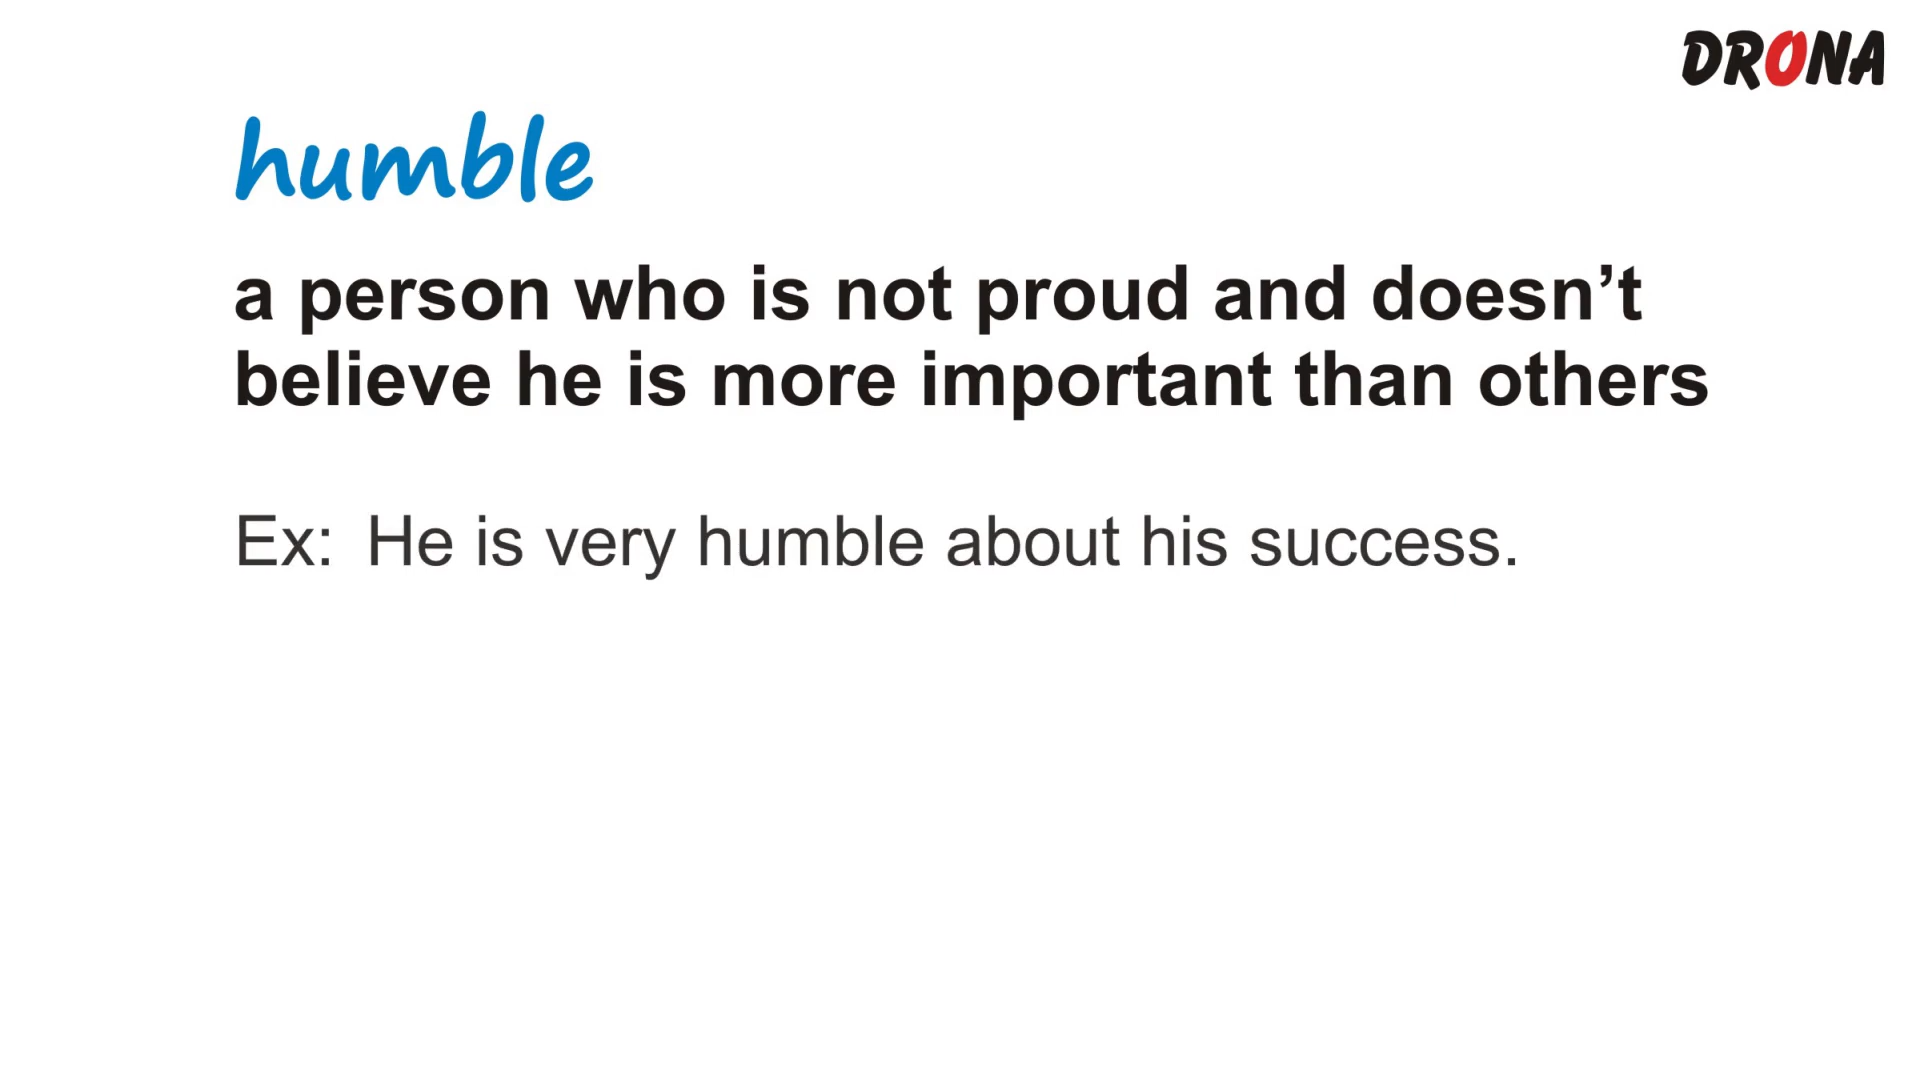 DRONA
humble
a person who is not proud and doesn’t
believe he is more important than others
Ex: He is very humble about his success.